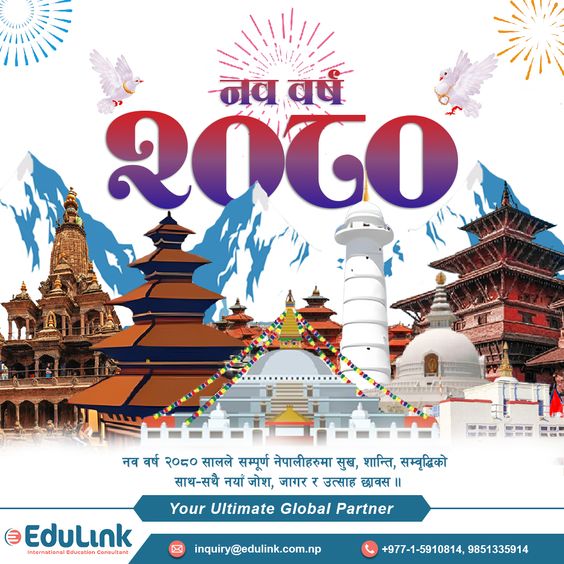 नव वर्ष
२०८०
नव वर्ष २०८० सालले सम्पूर्ण नेपालीहरुमा सुख, शान्ति, सम्वृद्धिको
साथ-सथै नयां जोश, जागर र उत्साह छावस ॥
Your Ultimate Global Partner
EduLink
International Education Consultant
inquiry@edulink.com.np
+977-1-5910814, 9851335914